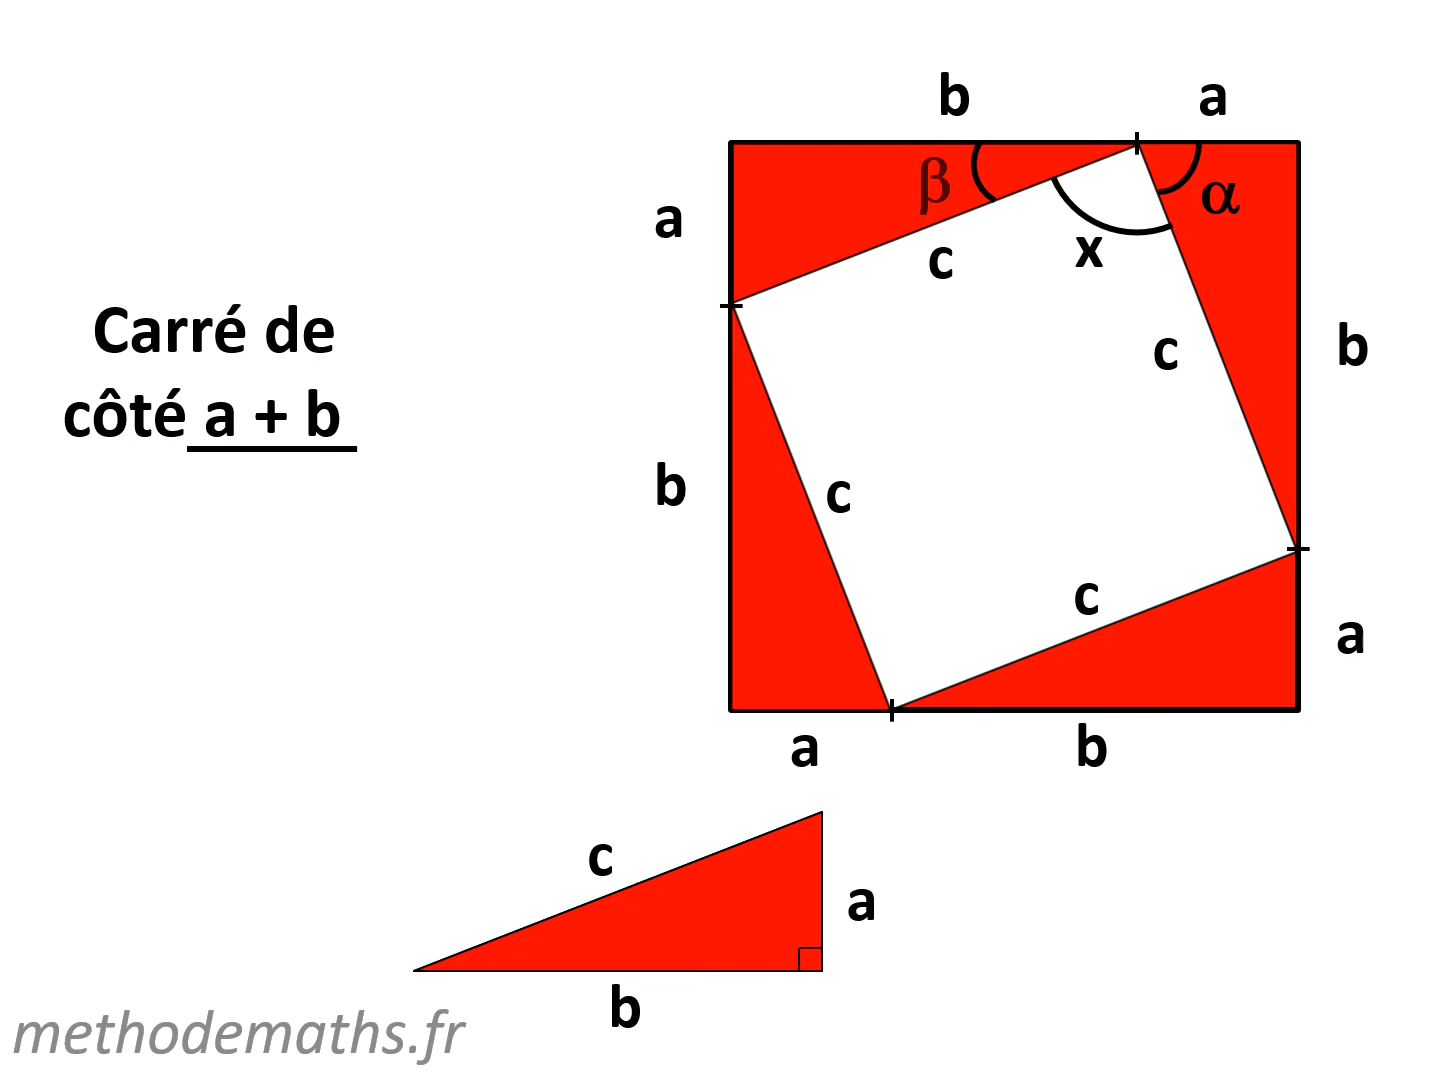 b a
β α
a
x
c
Carré de
côté a + b
c
b
b
c
c
a
a b
c
a
b
methodemaths.fr